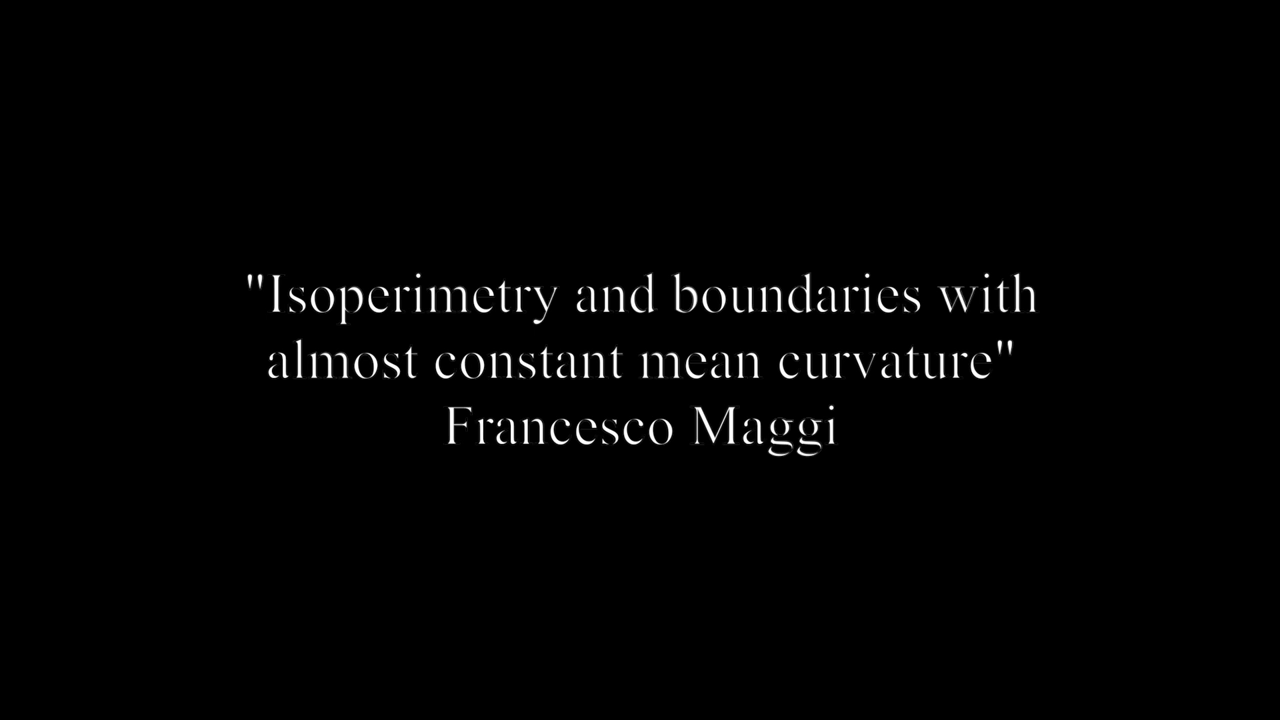 "Isoperimetry and boundaries with
almost constant mean curvature"
Francesco Maggi